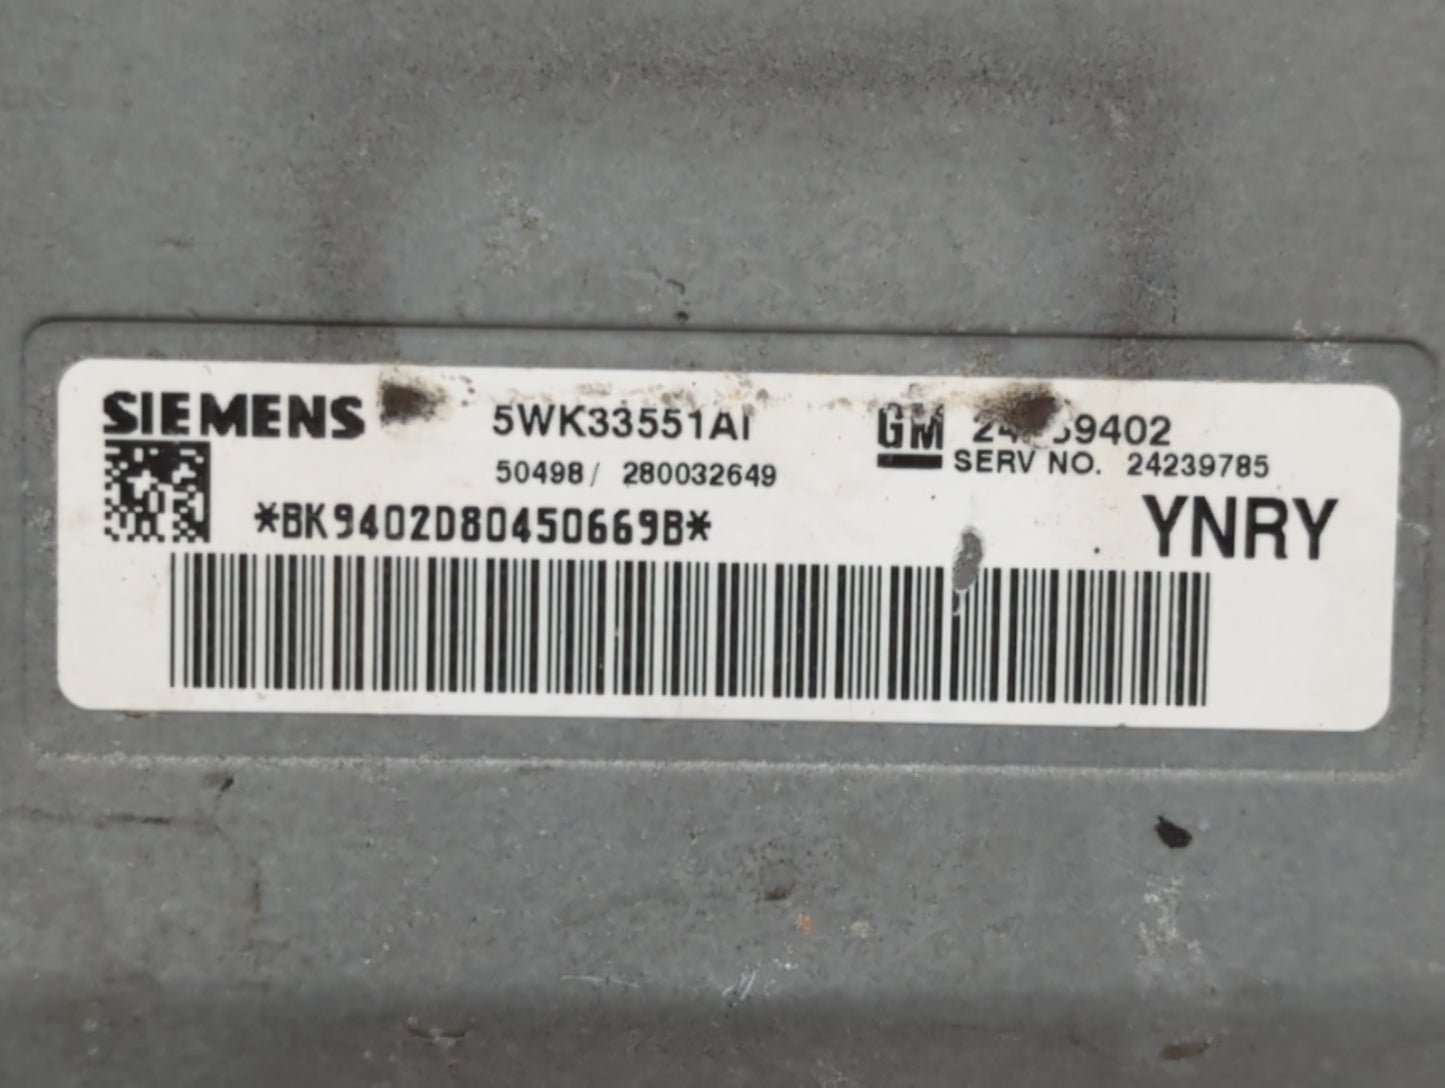 SIEMENS 5WK33551AI GM
50498/ 280032649 SERV NO. 24239785
*BK9402D80450669B* YNRY